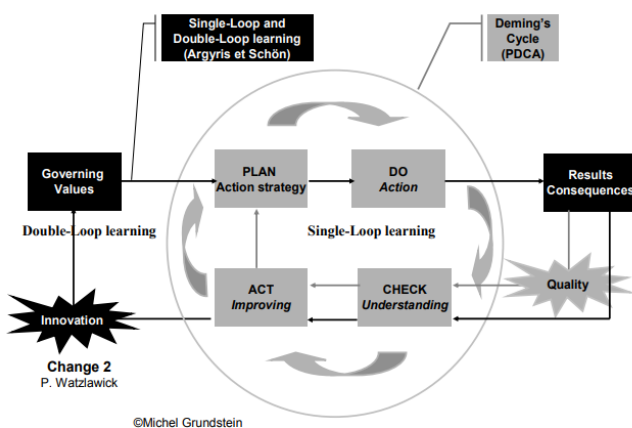 Single-Loop and
Double-Loop learning
(Argyris et Schön)
Deming's
Cycle
(PDCA)
Governing
Values
PLAN
Action strategy
DO
Action
Results
Consequences
Double-Loop learning
Single-Loop learning
ACT
Improving
CHECK
Understanding
Quality
Innovation
Change 2
P. Watzlawick
©Michel Grundstein